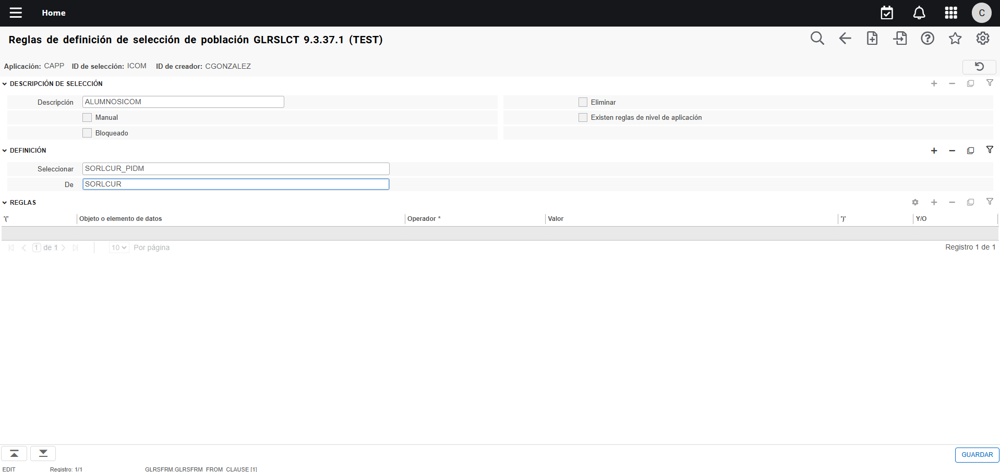 Home
C
Reglas de definición de selección de población GLRSLCT 9.3.37.1 (TEST)
Aplicación: CAPP ID de selección: ICOM ID de creador: CGONZALEZ
DESCRIPCIÓN DE SELECCIÓN
Descripción ALUMNOSICOM Eliminar
Manual Existen reglas de nivel de aplicación
Bloqueado
DEFINICIÓN
Seleccionar SORLCUR_PIDM
De SORLCUR
REGLAS
'(' Objeto o elemento de datos Operador * Valor ')' Y/O
1 de 1 10 Por página Registro 1 de 1
GUARDAR
EDIT Registro: 1/1 GLRSFRM.GLRSFRM_FROM_CLAUSE [1]